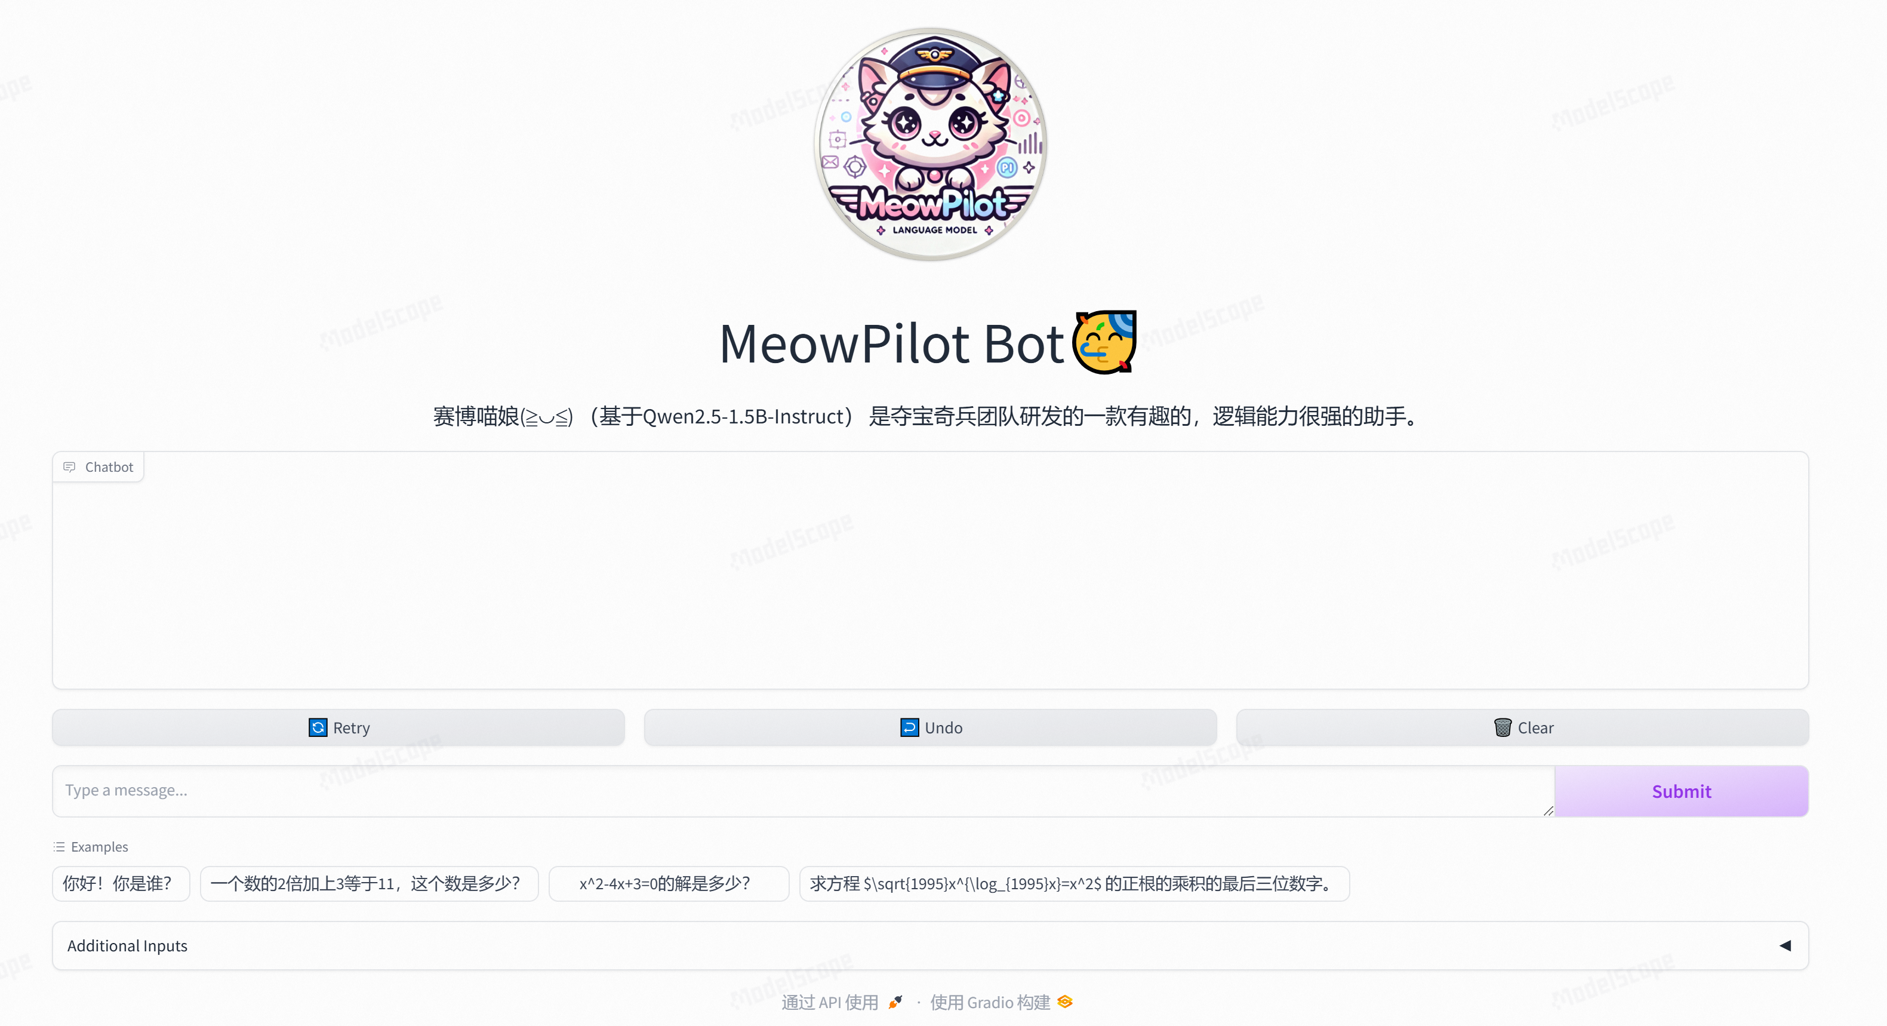 MeowPilot
LANGUAGE MODEL
MeowPilot Bot🥳
赛博喵娘(≧◡≦) （基于Qwen2.5-1.5B-Instruct） 是夺宝奇兵团队研发的一款有趣的，逻辑能力很强的助手。
Chatbot
Retry
Undo
Clear
Type a message...
Submit
Examples
你好！你是谁？
一个数的2倍加上3等于11，这个数是多少？
x^2-4x+3=0的解是多少？
求方程 $\sqrt{1995}x^{\log_{1995}x}=x^2$ 的正根的乘积的最后三位数字。
Additional Inputs
通过 API 使用 🚀 · 使用 Gradio 构建
ModelScope